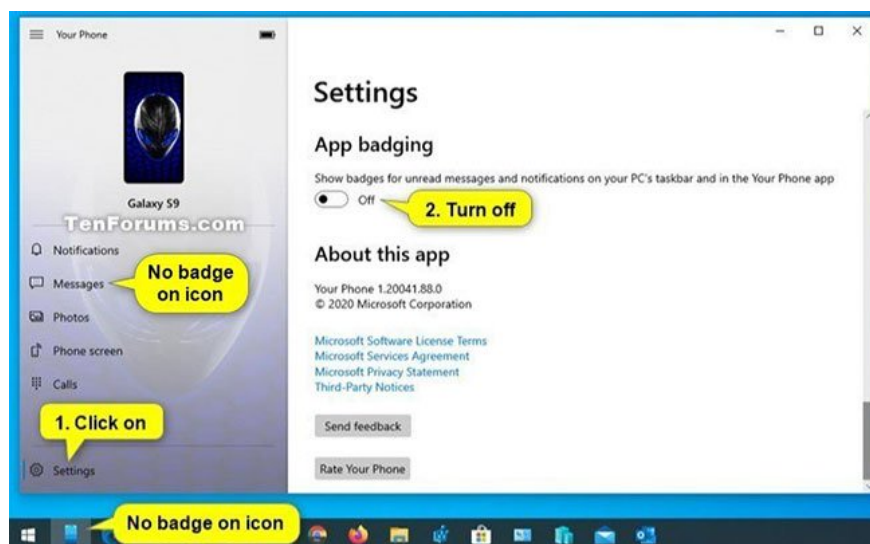 Your Phone
Galaxy S9
TenForums.com
Notifications
Messages
No badge
on icon
Photos
Phone screen
Calls
1. Click on
Settings
Settings
App badging
Show badges for unread messages and notifications on your PC's taskbar and in the Your Phone app
Off
2. Turn off
About this app
Your Phone 1.20041.88.0
© 2020 Microsoft Corporation
Microsoft Software License Terms
Microsoft Services Agreement
Microsoft Privacy Statement
Third-Party Notices
Send feedback
Rate Your Phone
No badge on icon